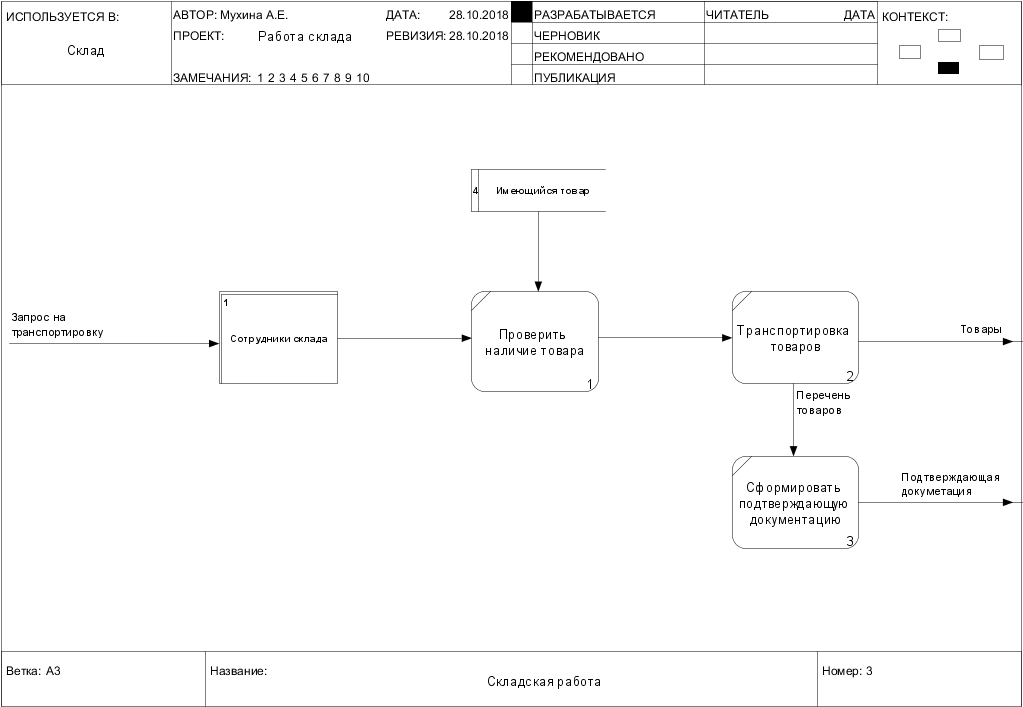 ИСПОЛЬЗУЕТСЯ В:
Склад
АВТОР: Мухина А.Е.
ДАТА: 28.10.2018
ПРОЕКТ: Работа склада
РЕВИЗИЯ: 28.10.2018
ЗАМЕЧАНИЯ: 1 2 3 4 5 6 7 8 9 10
РАЗРАБАТЫВАЕТСЯ
ЧЕРНОВИК
РЕКОМЕНДОВАНО
ПУБЛИКАЦИЯ
ЧИТАТЕЛЬ ДАТА
КОНТЕКСТ:
4 Имеющийся товар
Запрос на
транспортировку
1
Сотрудники склада
Проверить
наличие товара
1
Транспортировка
товаров
2
Товары
Перечень
товаров
Сформировать
подтверждающую
документацию
3
Подтверждающая
докуметация
Ветка: A3
Название:
Складская работа
Номер: 3